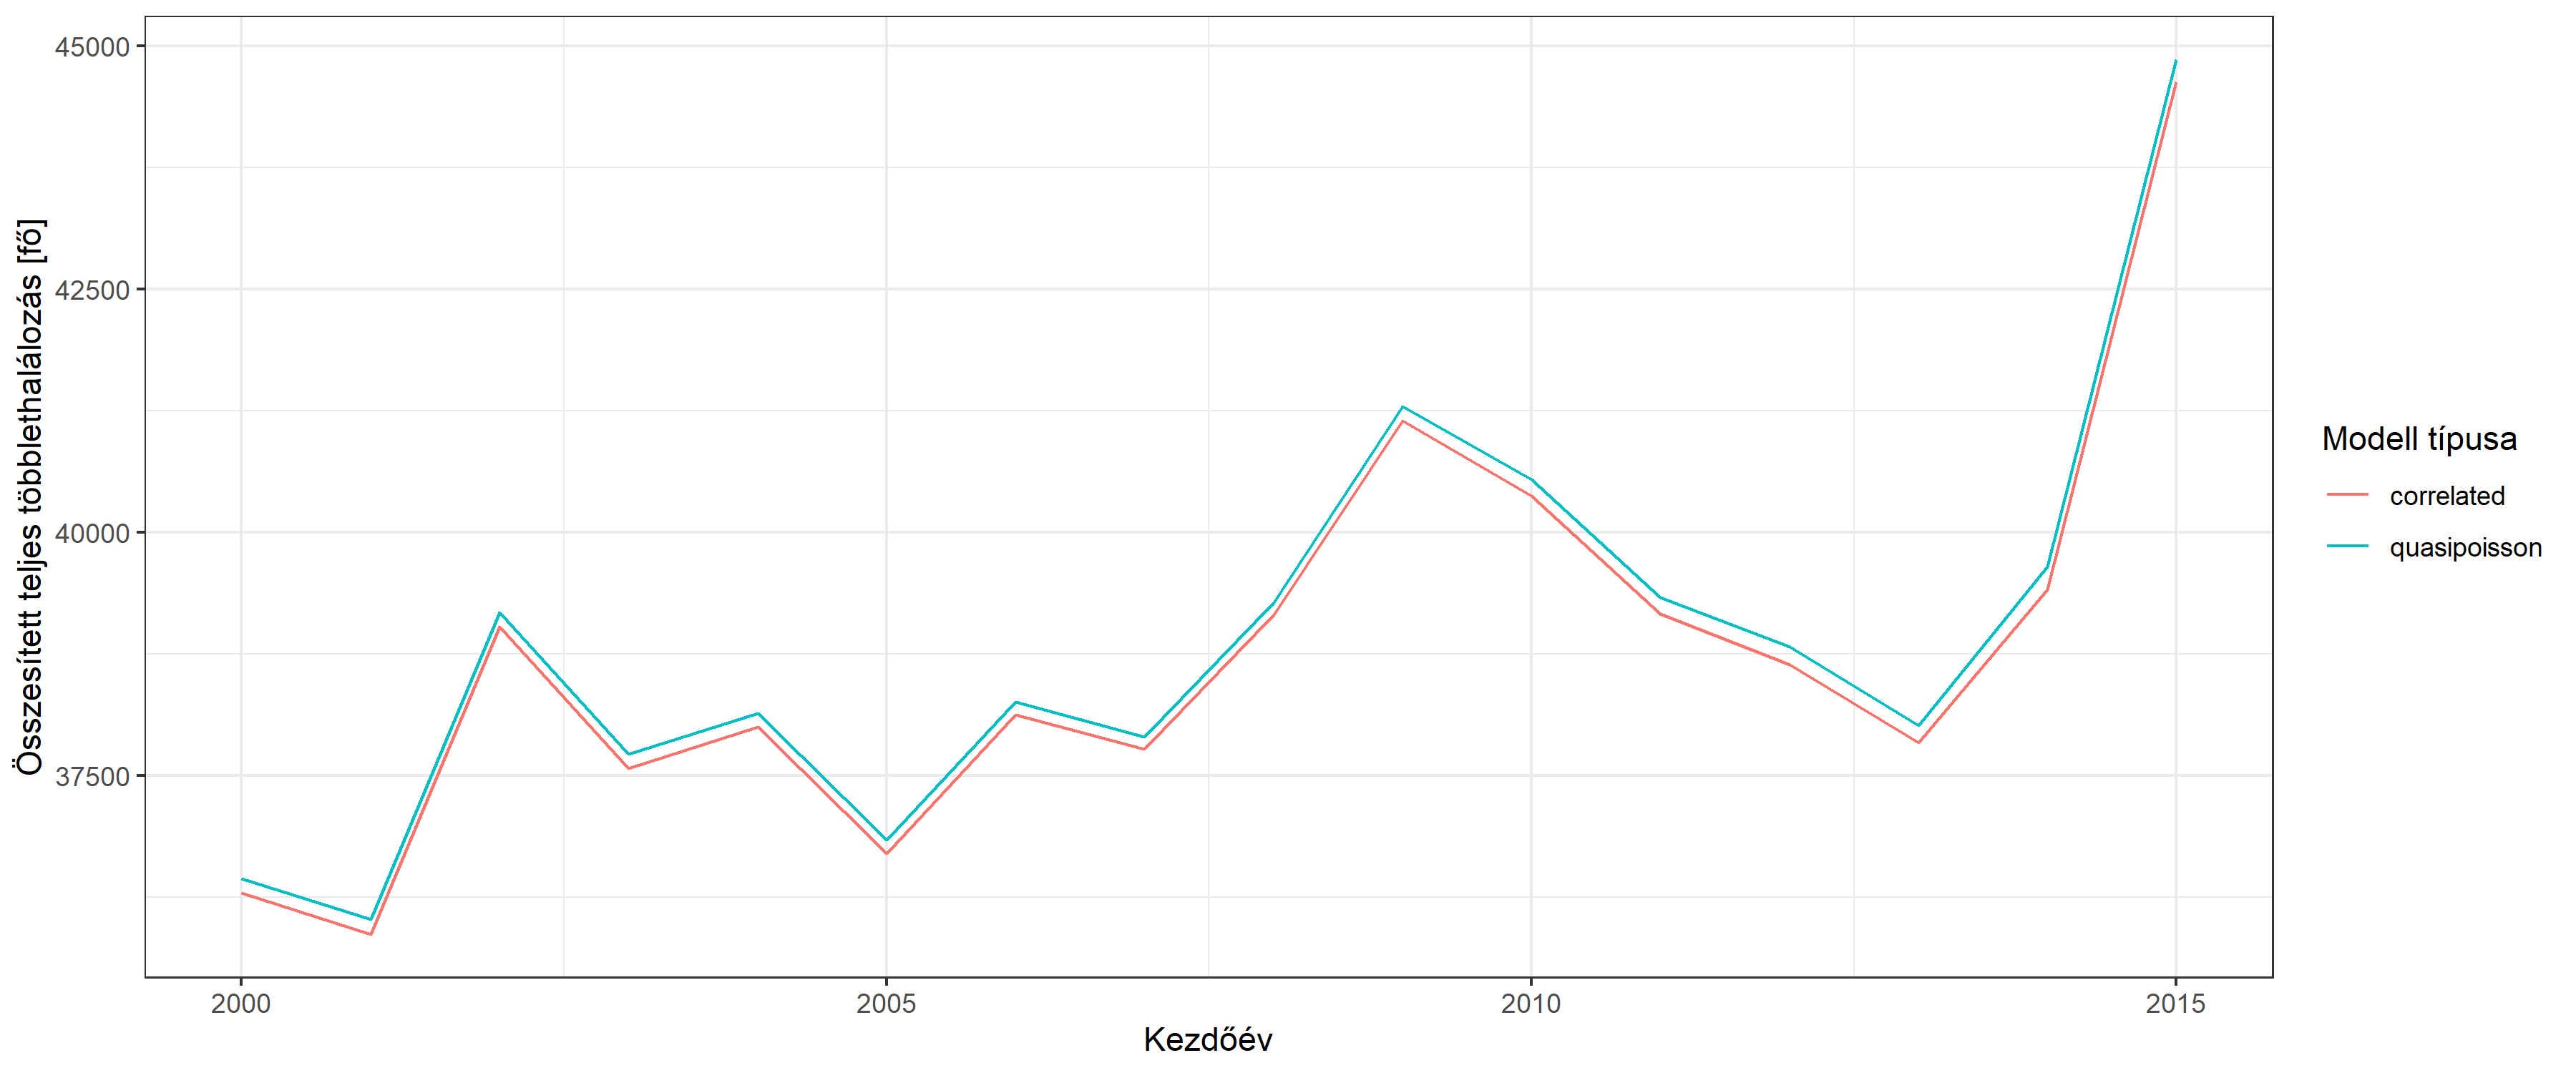 Összesített teljes többlethalálozás [fő]
45000
42500
40000
37500
2000
2005
2010
2015
Kezdőév
Modell típusa
correlated
quasipoisson